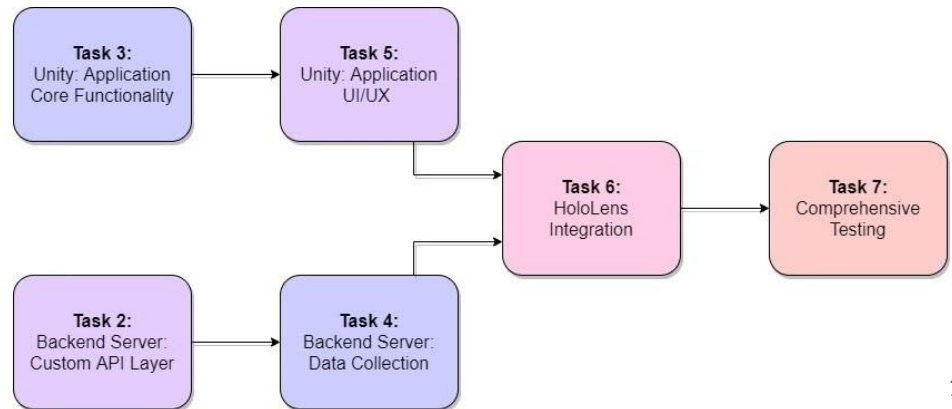 Task 3:
Unity: Application
Core Functionality
Task 5:
Unity: Application
UI/UX
Task 6:
HoloLens
Integration
Task 7:
Comprehensive
Testing
Task 2:
Backend Server:
Custom API Layer
Task 4:
Backend Server:
Data Collection